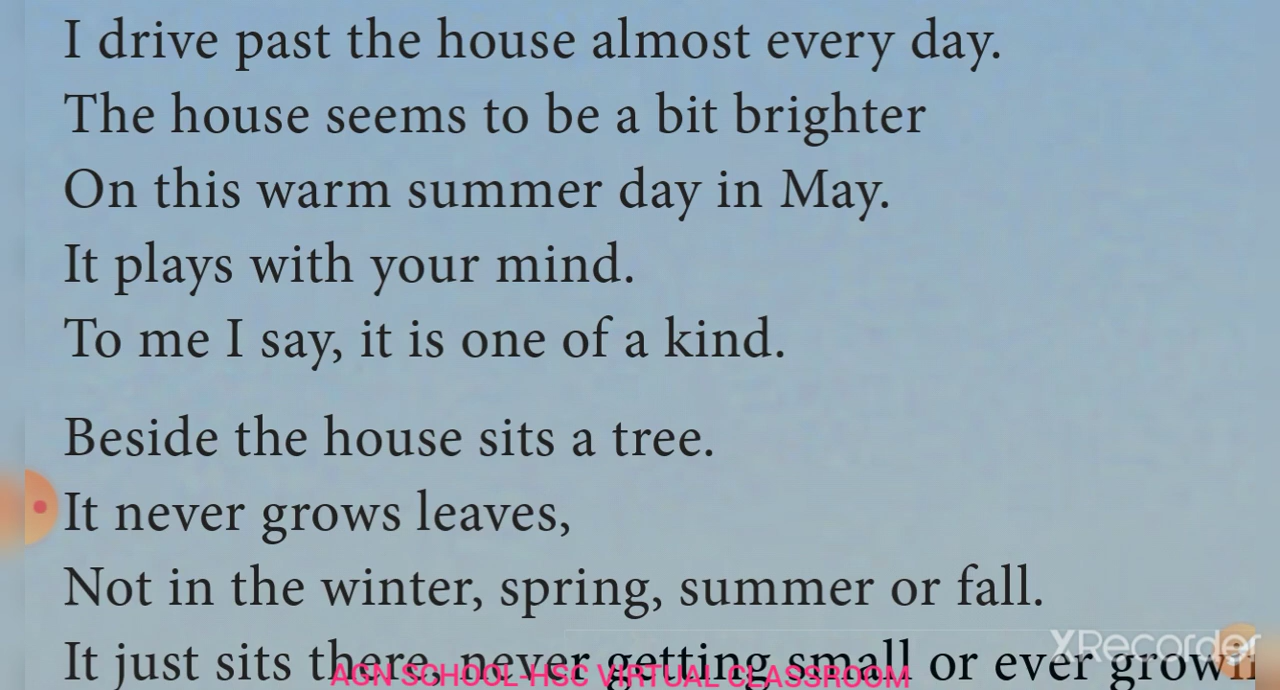 I drive past the house almost every day.
The house seems to be a bit brighter
On this warm summer day in May.
It plays with your mind.
To me I say, it is one of a kind.
Beside the house sits a tree.
It never grows leaves,
Not in the winter, spring, summer or fall.
It just sits there, never getting small or ever
XRecorder
AGN SCHOOL-HSC VIRTUAL CLASSROOM